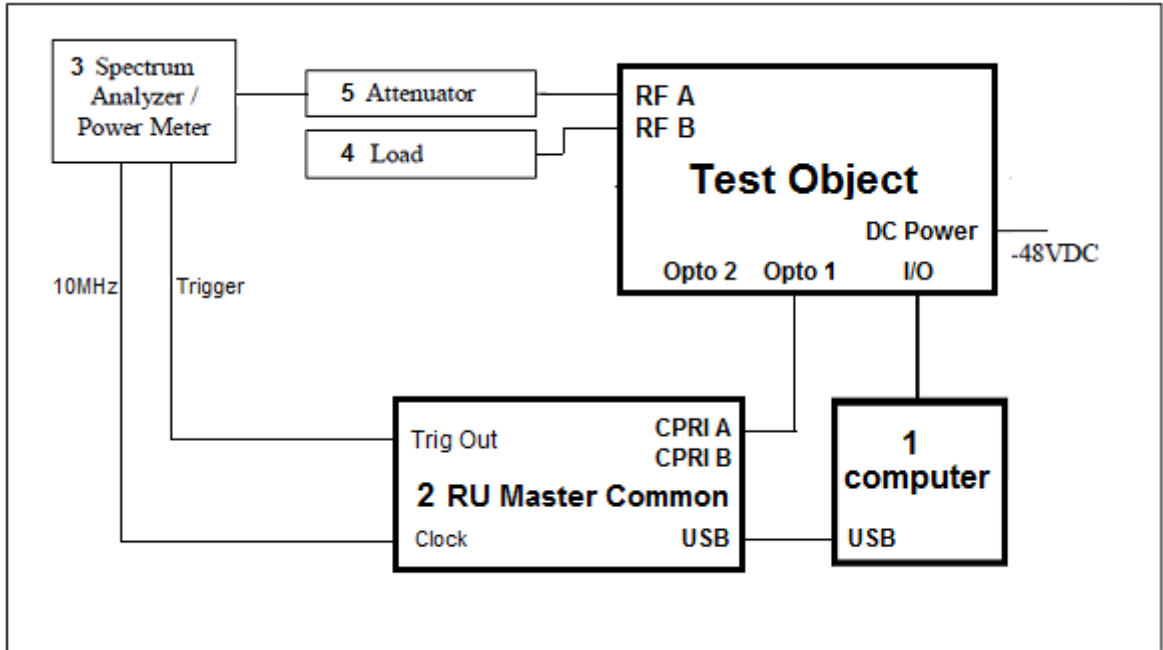 3 Spectrum
Analyzer /
Power Meter
5 Attenuator
4 Load
RF A
RF B
Test Object
DC Power
-48VDC
Opto 2 Opto 1 I/O
10MHz
Trigger
Trig Out
CPRI A
CPRI B
2 RU Master Common
Clock
USB
1
computer
USB